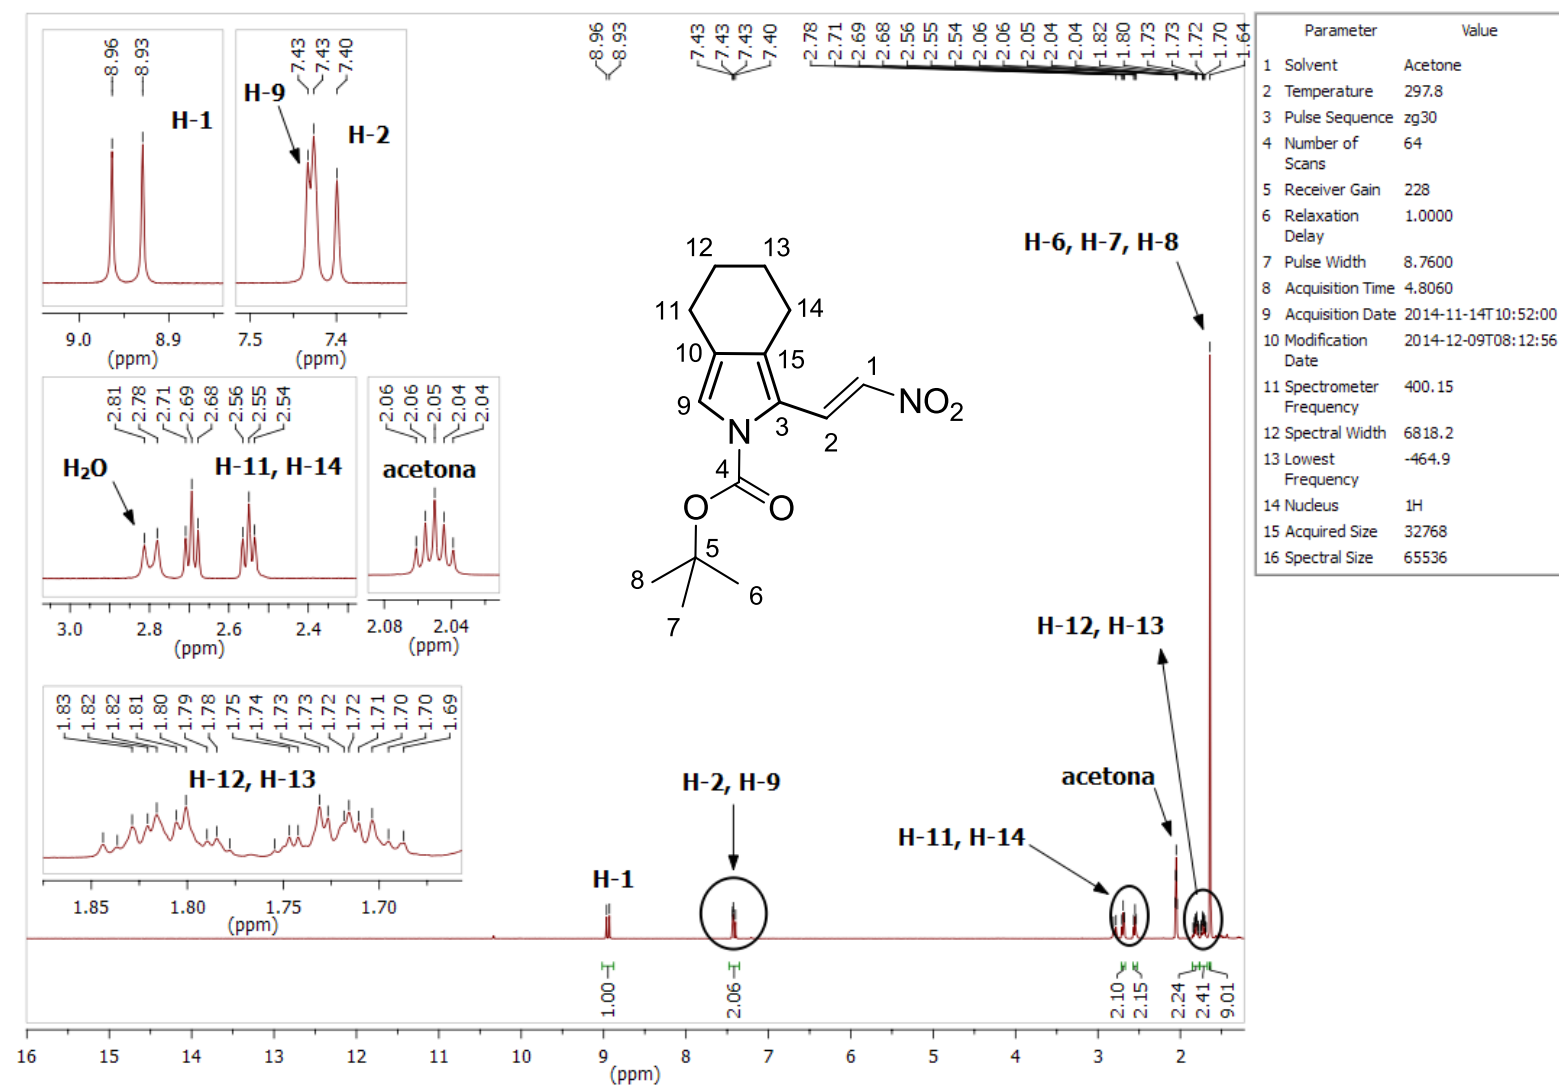 8.96
8.93
7.43
7.43
7.43
7.40
2.78
2.71
2.69
2.68
2.56
2.55
2.54
2.06
2.06
2.05
2.04
2.04
1.82
1.80
1.73
1.73
1.72
1.70
1.64
8.96
8.93
H-1
9.0 8.9
(ppm)
7.43
7.43
7.40
H-9
H-2
7.5 7.4
(ppm)
2.81
2.78
2.71
2.69
2.68
2.56
2.55
2.54
H2O
H-11, H-14
3.0 2.8 2.6 2.4
(ppm)
2.06
2.06
2.05
2.04
2.04
acetona
2.08 2.04
(ppm)
1.83
1.82
1.82
1.81
1.80
1.79
1.78
1.75
1.74
1.73
1.73
1.72
1.72
1.71
1.70
1.70
1.69
H-12, H-13
1.85 1.80 1.75 1.70
(ppm)
12 13
11 14
10 15
9 N 3 2 1 NO2
4
O O
5
8 6
7
H-6, H-7, H-8
H-12, H-13
acetona
H-2, H-9
H-11, H-14
H-1
1.00
2.06
2.10
2.15
2.24
2.41
9.01
16 15 14 13 12 11 10 9 8 7 6 5 4 3 2
(ppm)
Parameter Value
1 Solvent Acetone
2 Temperature 297.8
3 Pulse Sequence zg30
4 Number of 64
Scans
5 Receiver Gain 228
6 Relaxation 1.0000
Delay
7 Pulse Width 8.7600
8 Acquisition Time 4.8060
9 Acquisition Date 2014-11-14T10:52:00
10 Modification 2014-12-09T08:12:56
Date
11 Spectrometer 400.15
Frequency
12 Spectral Width 6818.2
13 Lowest -464.9
Frequency
14 Nucleus 1H
15 Acquired Size 32768
16 Spectral Size 65536